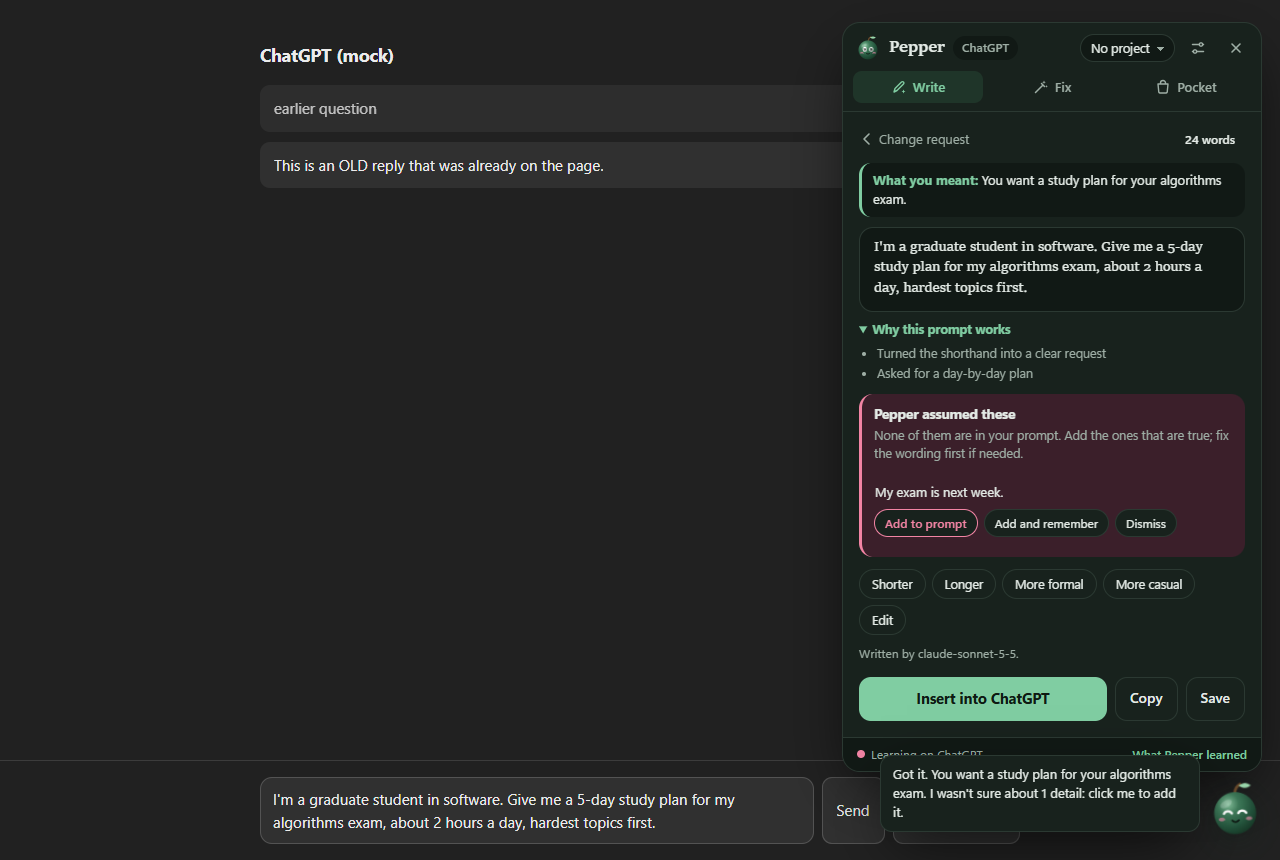 ChatGPT (mock)
earlier question
This is an OLD reply that was already on the page.
Pepper
ChatGPT
No project
Write
Fix
Pocket
Change request
24 words
What you meant: You want a study plan for your algorithms
exam.
I'm a graduate student in software. Give me a 5-day
study plan for my algorithms exam, about 2 hours a
day, hardest topics first.
Why this prompt works
Turned the shorthand into a clear request
Asked for a day-by-day plan
Pepper assumed these
None of them are in your prompt. Add the ones that are true; fix
the wording first if needed.
My exam is next week.
Add to prompt
Add and remember
Dismiss
Shorter
Longer
More formal
More casual
Edit
Written by claude-sonnet-5-5.
Insert into ChatGPT
Copy
Save
Learning on ChatGPT
What Pepper learned
Got it. You want a study plan for your algorithms
exam. I wasn't sure about 1 detail: click me to add
it.
I'm a graduate student in software. Give me a 5-day study plan for my
algorithms exam, about 2 hours a day, hardest topics first.
Send